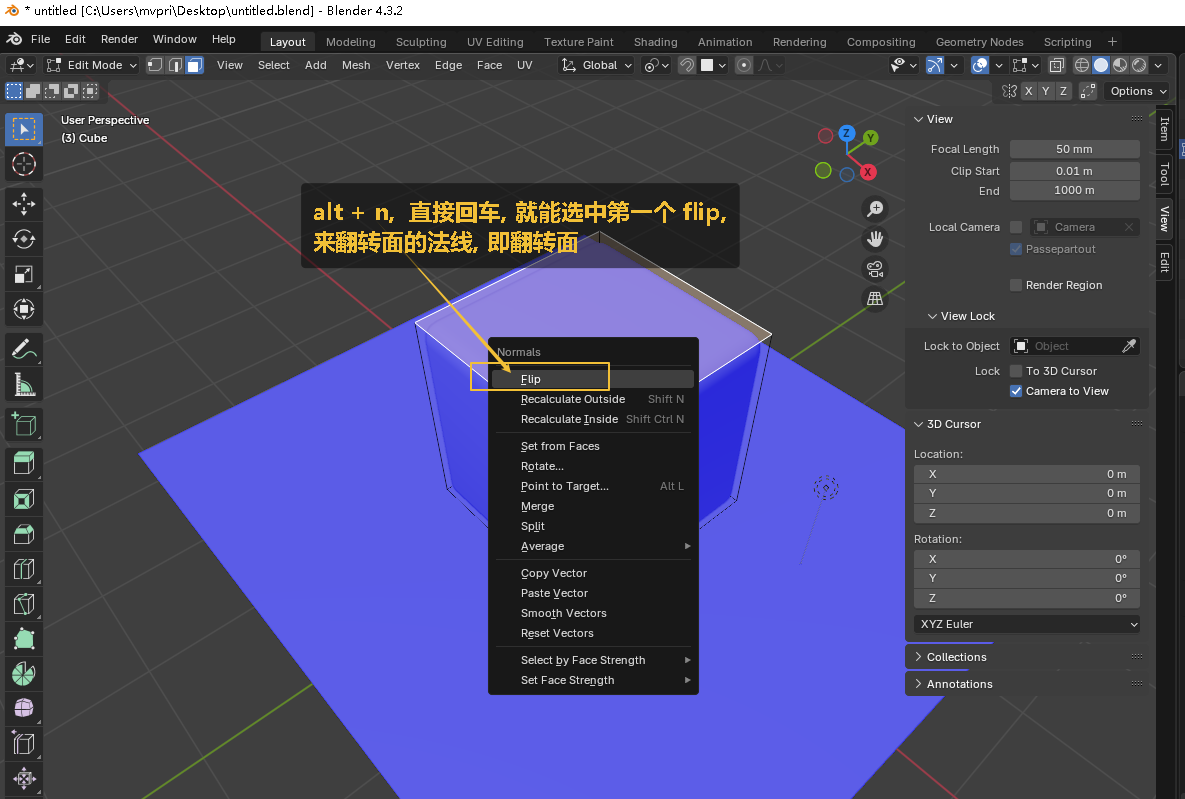 * untitled [C:\Users\mvpri\Desktop\untitled.blend] - Blender 4.3.2
File Edit Render Window Help Layout Modeling Sculpting UV Editing Texture Paint Shading Animation Rendering Compositing Geometry Nodes Scripting +
Edit Mode View Select Add Mesh Vertex Edge Face UV Global
X Y Z Options
User Perspective
(3) Cube
Z
Y
X
alt + n, 直接回车, 就能选中第一个 flip,
来翻转面的法线, 即翻转面
Normals
Flip
Recalculate Outside Shift N
Recalculate Inside Shift Ctrl N
Set from Faces
Rotate...
Point to Target... Alt L
Merge
Split
Average
Copy Vector
Paste Vector
Smooth Vectors
Reset Vectors
Select by Face Strength
Set Face Strength
View
Focal Length 50 mm
Clip Start 0.01 m
End 1000 m
Local Camera Camera
Passepartout
Render Region
View Lock
Lock to Object Object
Lock To 3D Cursor
Camera to View
3D Cursor
Location:
X 0 m
Y 0 m
Z 0 m
Rotation:
X 0°
Y 0°
Z 0°
XYZ Euler
Collections
Annotations
Item
Tool
View
Edit